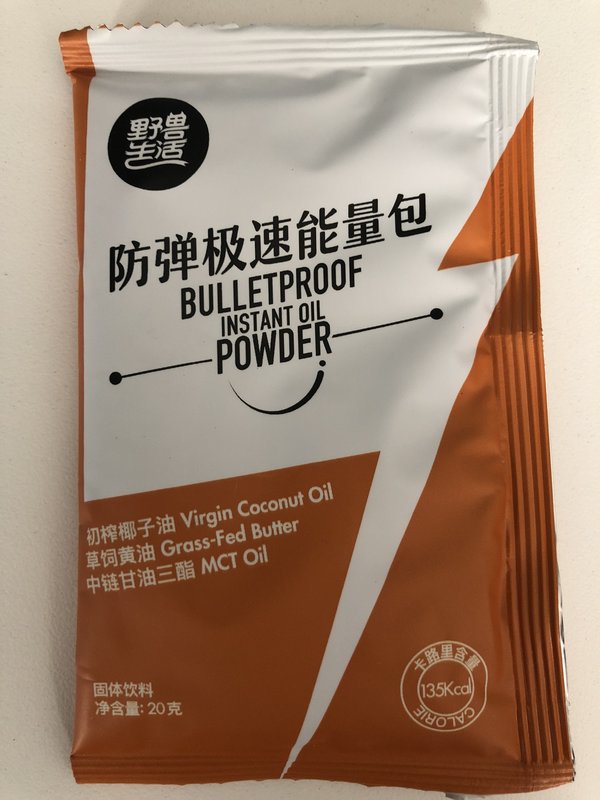 野兽
生活
防弹极速能量包
BULLETPROOF
INSTANT OIL
POWDER
初榨椰子油 Virgin Coconut Oil
草饲黄油 Grass-Fed Butter
中链甘油三酯 MCT Oil
卡路里含量
135Kcal
CALORIE
固体饮料
净含量: 20克